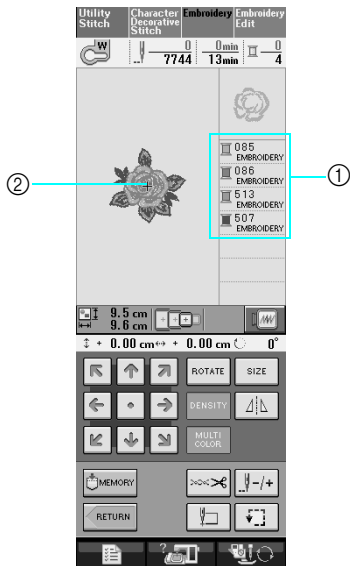 Utility Stitch
Character Decorative Stitch
Embroidery
Embroidery Edit
W
0
7744
0min
13min
0
4
085
EMBROIDERY
086
EMBROIDERY
513
EMBROIDERY
507
EMBROIDERY
①
②
9.5 cm
9.6 cm
+ 0.00 cm
+ 0.00 cm
0°
ROTATE
SIZE
DENSITY
MULTI COLOR
MEMORY
-/+
RETURN
?